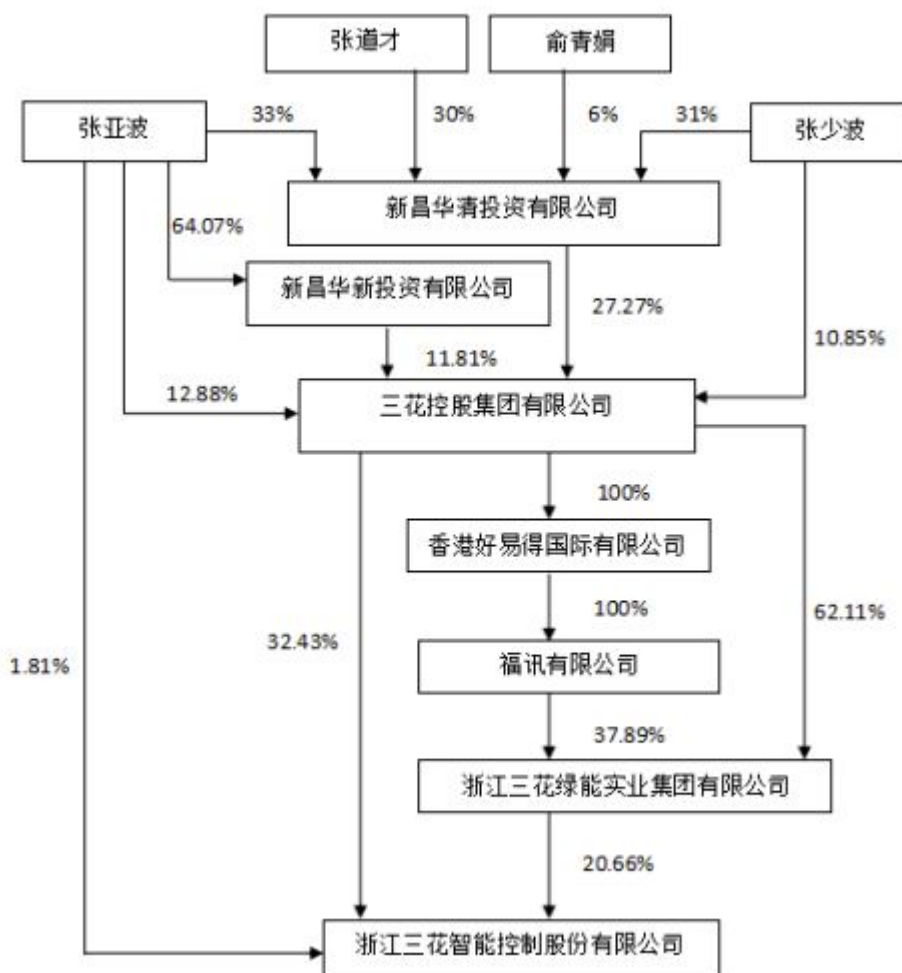 张道才
俞青娟
33%
30%
6%
31%
张亚波
张少波
新昌华清投资有限公司
64.07%
新昌华新投资有限公司
27.27%
10.85%
11.81%
12.88%
三花控股集团有限公司
100%
香港好易得国际有限公司
100%
62.11%
32.43%
1.81%
福讯有限公司
37.89%
浙江三花绿能实业集团有限公司
20.66%
浙江三花智能控制股份有限公司